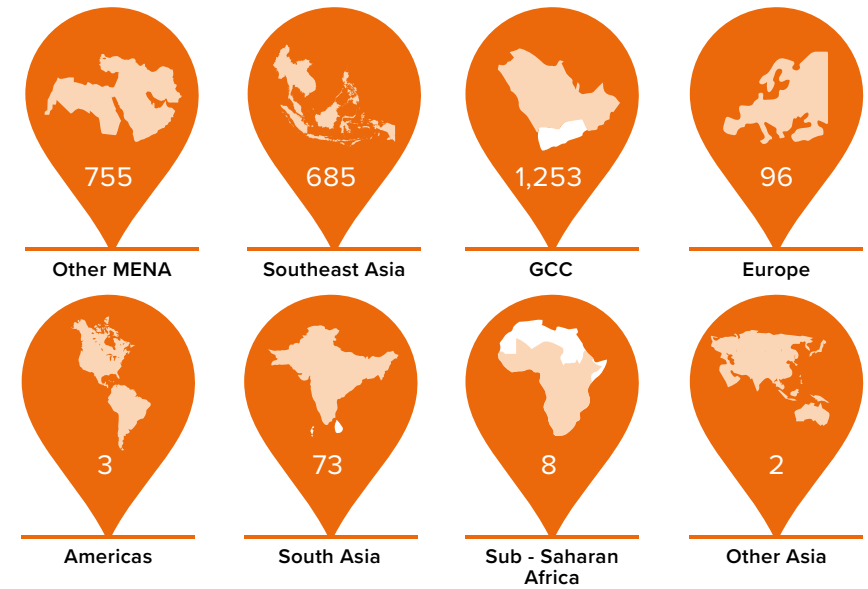 755
685
1,253
96
Other MENA
Southeast Asia
GCC
Europe
3
73
8
2
Americas
South Asia
Sub - Saharan
Africa
Other Asia